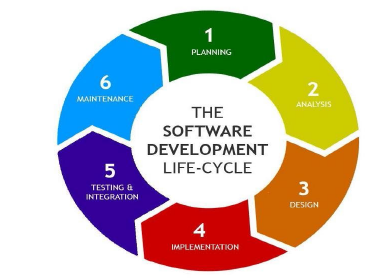 1
PLANNING
2
ANALYSIS
3
DESIGN
4
IMPLEMENTATION
5
TESTING &
INTEGRATION
6
MAINTENANCE
THE
SOFTWARE
DEVELOPMENT
LIFE-CYCLE